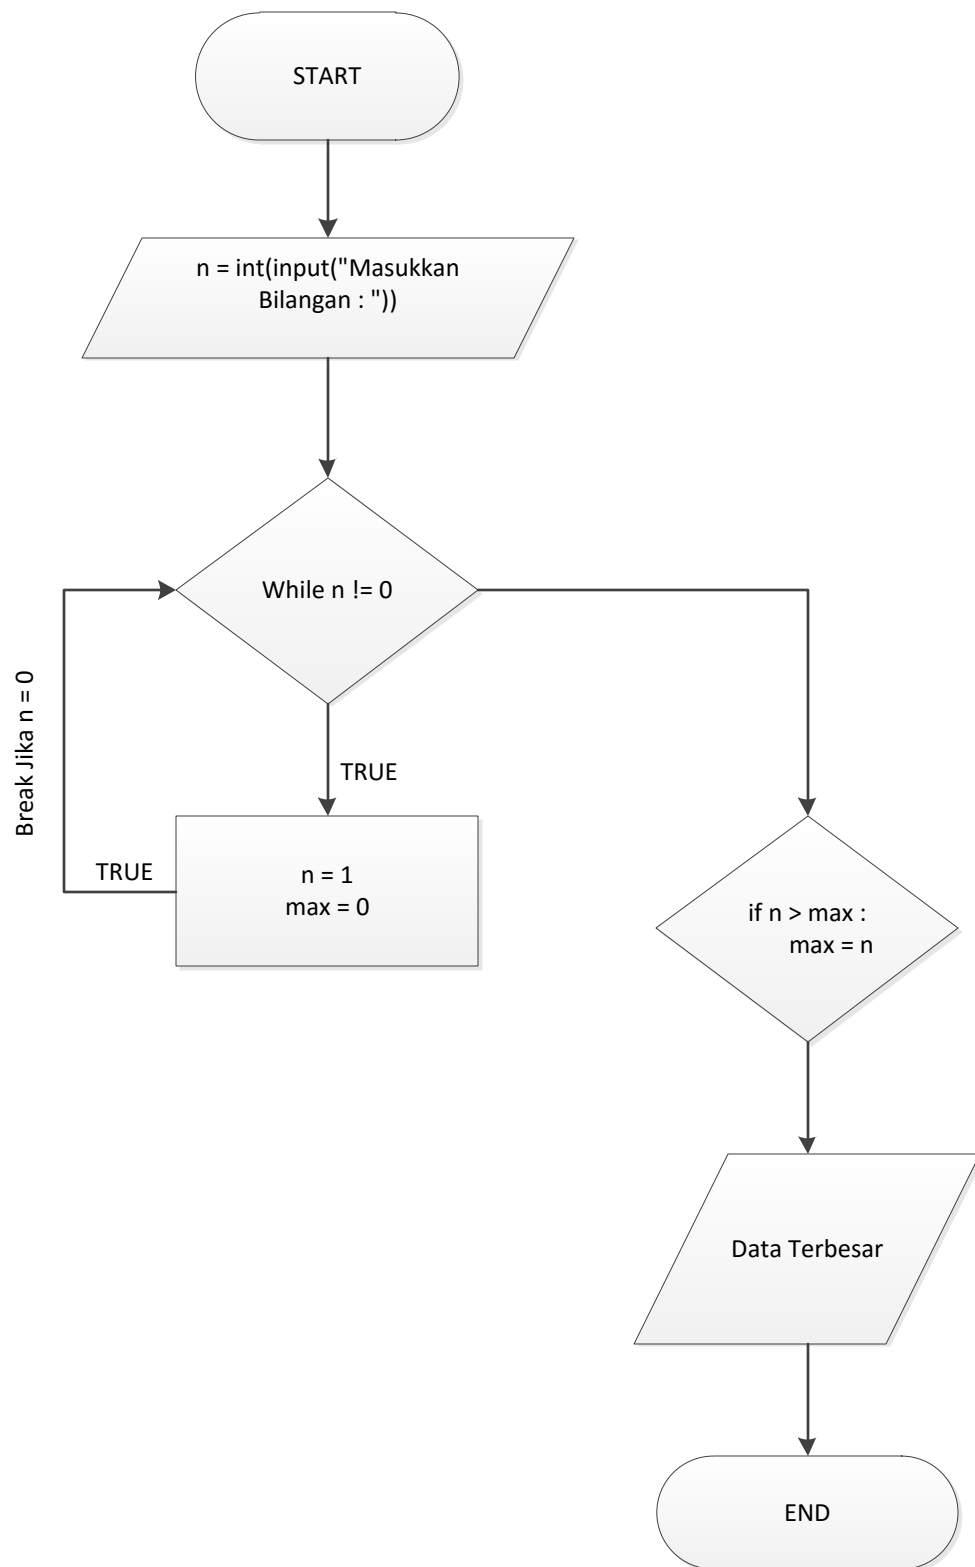 START
n = int(input("Masukkan
Bilangan : "))
While n != 0
Break Jika n = 0
TRUE
TRUE
n = 1
max = 0
if n > max :
max = n
Data Terbesar
END